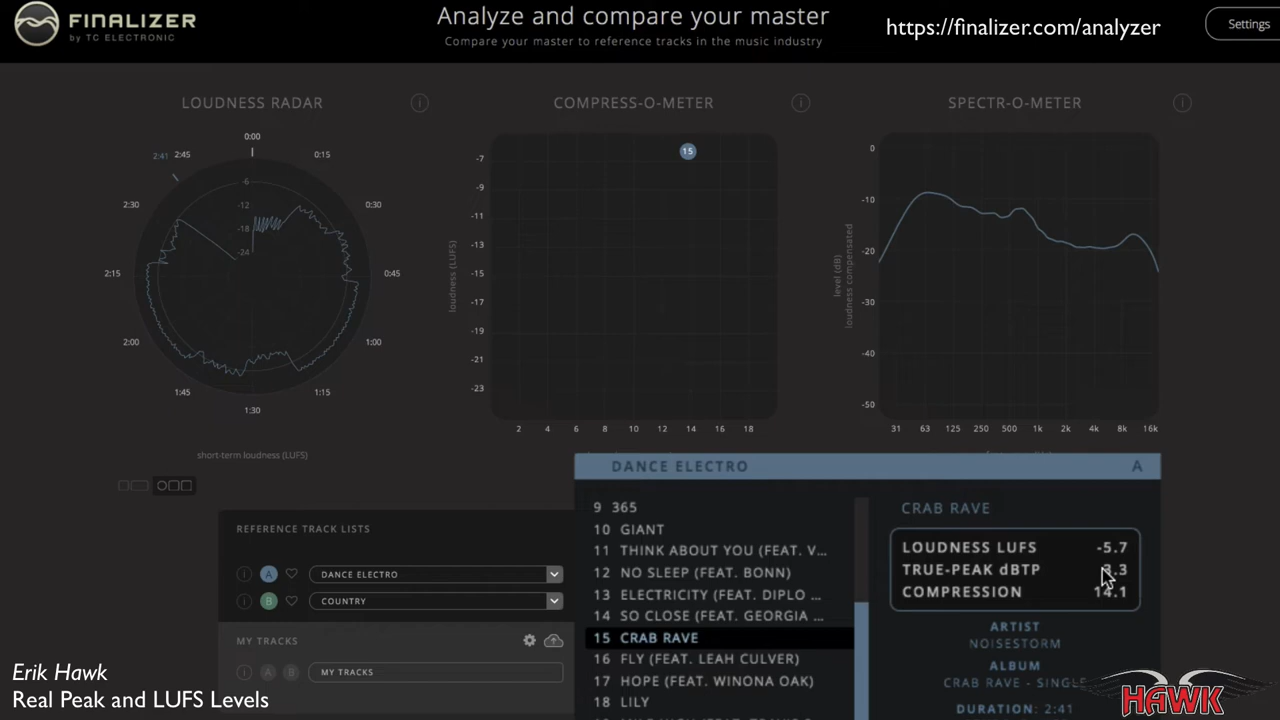 FINALIZER
by TC ELECTRONIC
Analyze and compare your master
Compare your master to reference tracks in the music industry
https://finalizer.com/analyzer
Settings
LOUDNESS RADAR
i
COMPRESS-O-METER
i
SPECTR-O-METER
i
0:00
2:41
2:45
0:15
2:30
0:30
2:15
0:45
2:00
1:00
1:45
1:15
1:30
-6
-12
-18
-24
short-term loudness (LUFS)
15
-7
-9
-11
-13
-15
-17
-19
-21
-23
loudness (LUFS)
2 4 6 8 10 12 14 16 18
0
-10
-20
-30
-40
-50
level (dB)
loudness compensated
31 63 125 250 500 1k 2k 4k 8k 16k
REFERENCE TRACK LISTS
i A DANCE ELECTRO
i B COUNTRY
MY TRACKS
i A B MY TRACKS
DANCE ELECTRO A
9 365
10 GIANT
11 THINK ABOUT YOU (FEAT. V...
12 NO SLEEP (FEAT. BONN)
13 ELECTRICITY (FEAT. DIPLO ...
14 SO CLOSE (FEAT. GEORGIA ...
15 CRAB RAVE
16 FLY (FEAT. LEAH CULVER)
17 HOPE (FEAT. WINONA OAK)
18 LILY
CRAB RAVE
LOUDNESS LUFS -5.7
TRUE-PEAK dBTP
COMPRESSION 14.1
ARTIST
NOISESTORM
ALBUM
CRAB RAVE - SINGLE
DURATION: 2:41
Erik Hawk
Real Peak and LUFS Levels
HAWK